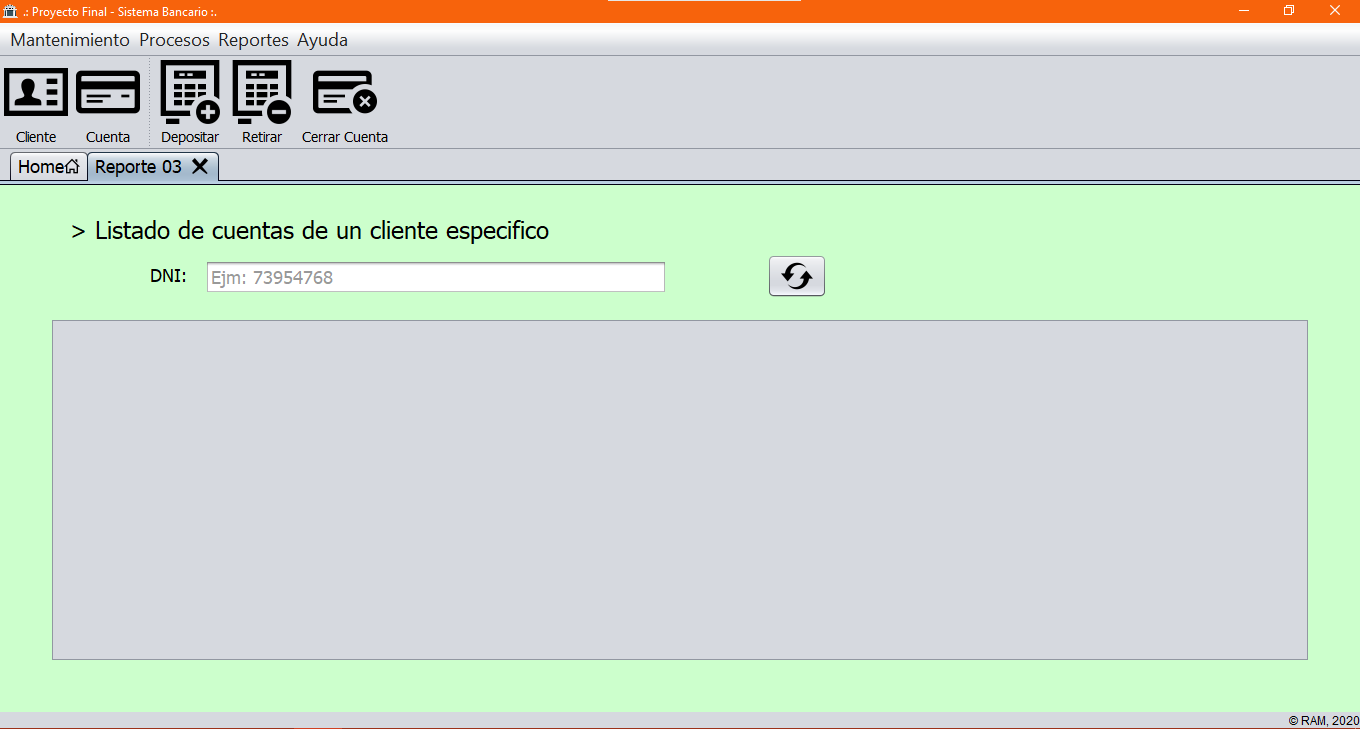 .: Proyecto Final - Sistema Bancario :.
Mantenimiento Procesos Reportes Ayuda
Cliente Cuenta Depositar Retirar Cerrar Cuenta
Home Reporte 03
> Listado de cuentas de un cliente especifico
DNI: Ejm: 73954768
© RAM, 2020